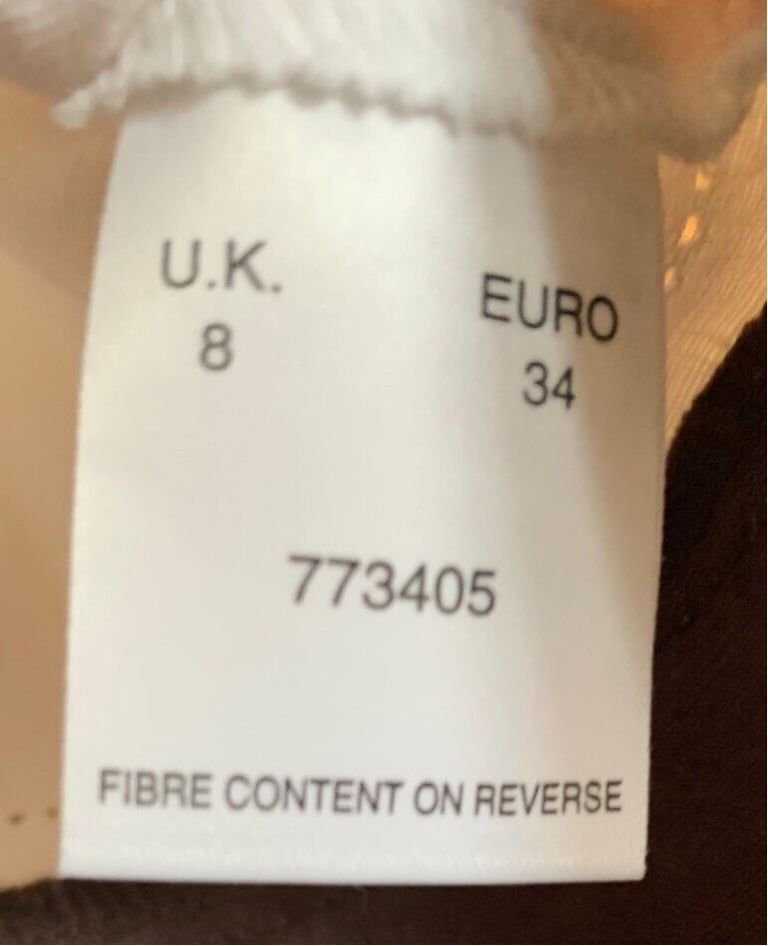 U.K. EURO
8 34
773405
FIBRE CONTENT ON REVERSE